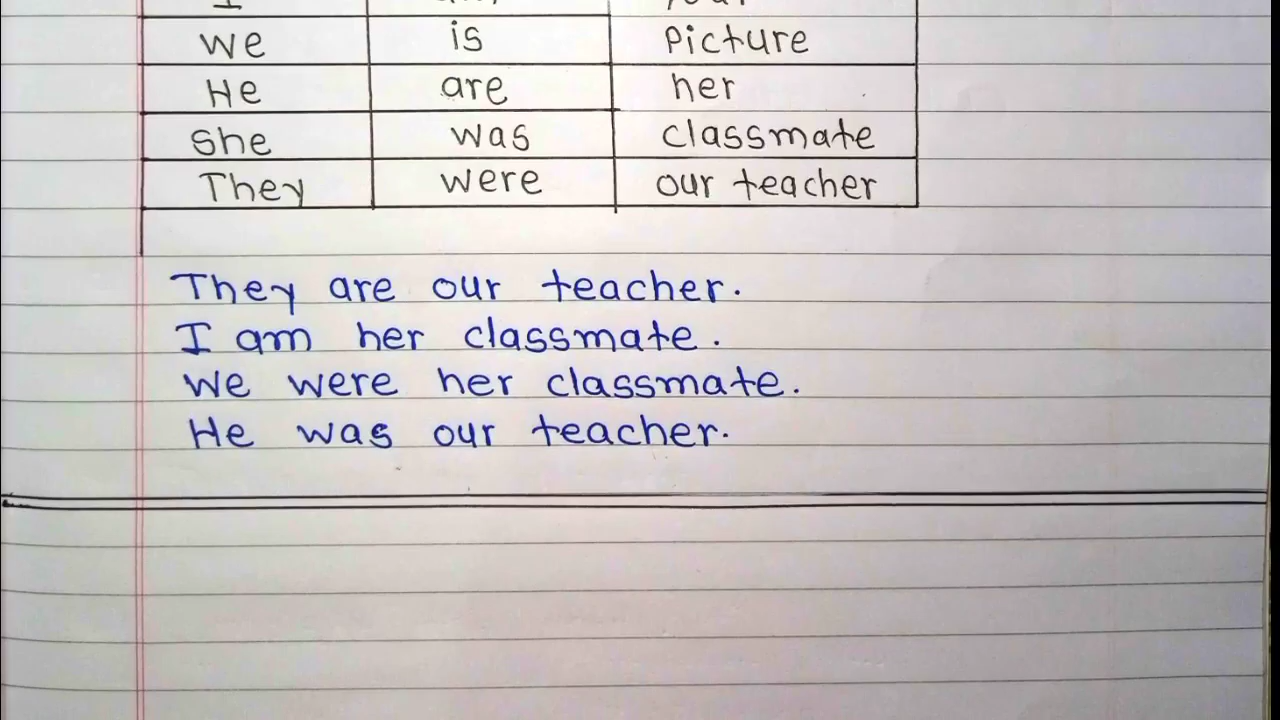 We is Picture
He are her
She was classmate
They were our teacher
They are our teacher.
I am her classmate.
We were her classmate.
He was our teacher.